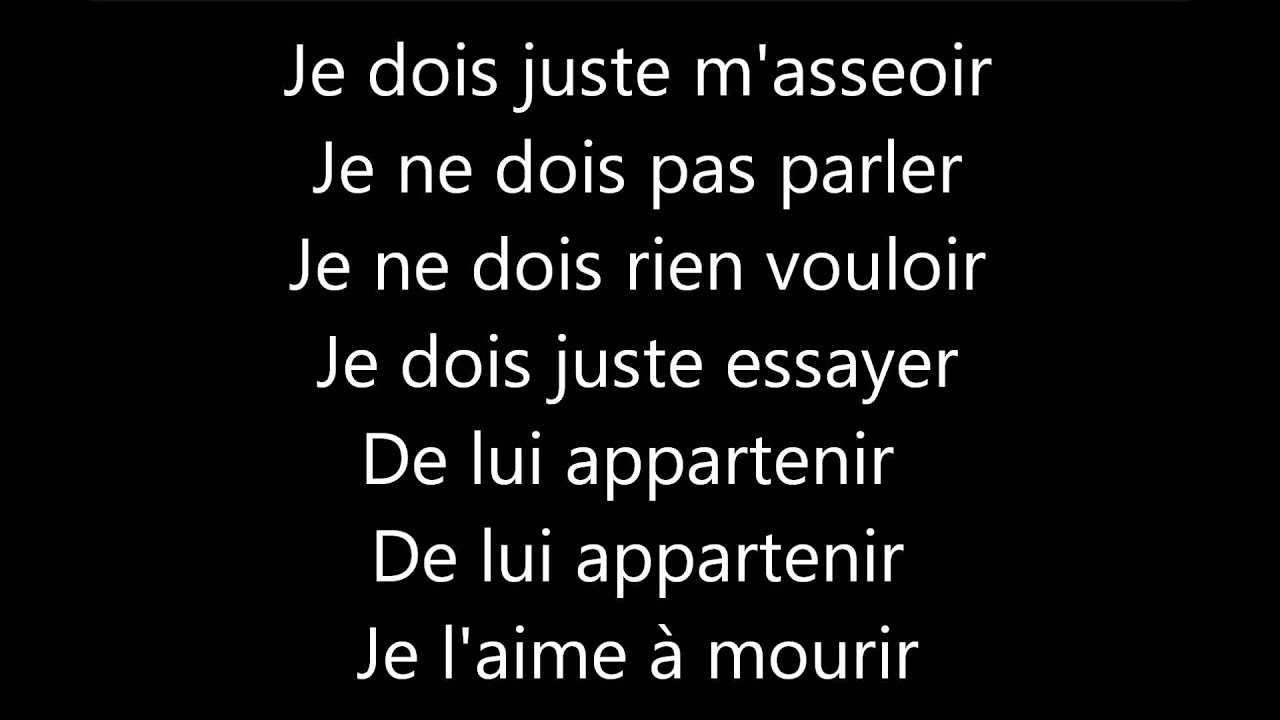 Je dois juste m'asseoir
Je ne dois pas parler
Je ne dois rien vouloir
Je dois juste essayer
De lui appartenir
De lui appartenir
Je l'aime à mourir